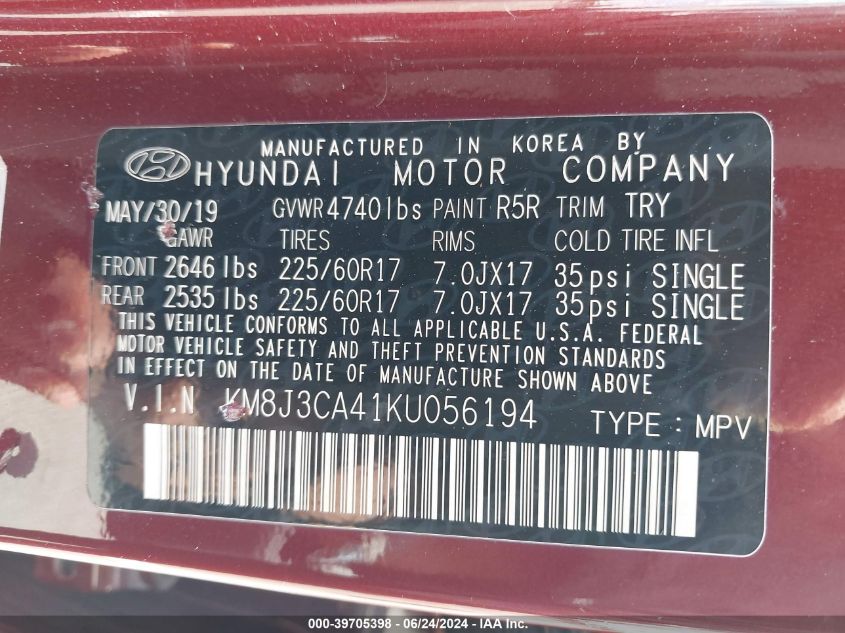 MANUFACTURED IN KOREA BY
HYUNDAI MOTOR COMPANY
MAY/30/19 GVWR 4740lbs PAINT R5R TRIM TRY
GAWR TIRES RIMS COLD TIRE INFL
FRONT 2646lbs 225/60R17 7.0JX17 35psi SINGLE
REAR 2535lbs 225/60R17 7.0JX17 35psi SINGLE
THIS VEHICLE CONFORMS TO ALL APPLICABLE U.S.A. FEDERAL
MOTOR VEHICLE SAFETY AND THEFT PREVENTION STANDARDS
IN EFFECT ON THE DATE OF MANUFACTURE SHOWN ABOVE
V.I.N KM8J3CA41KU056194 TYPE : MPV
000-39705398 - 06/24/2024 - IAA Inc.